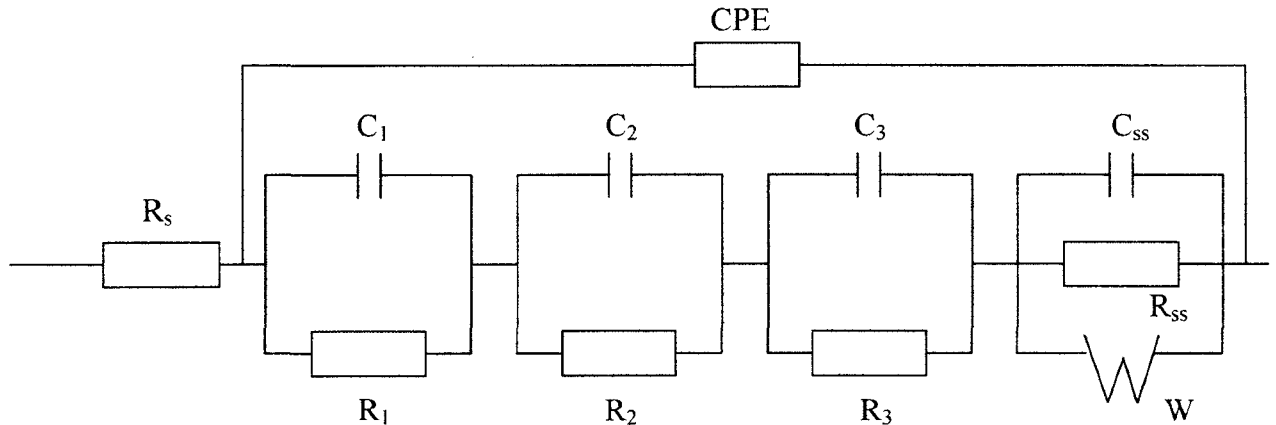 CPE
C₁
C₂
C₃
Cₛₛ
Rₛ
Rₛₛ
R₁
R₂
R₃
W